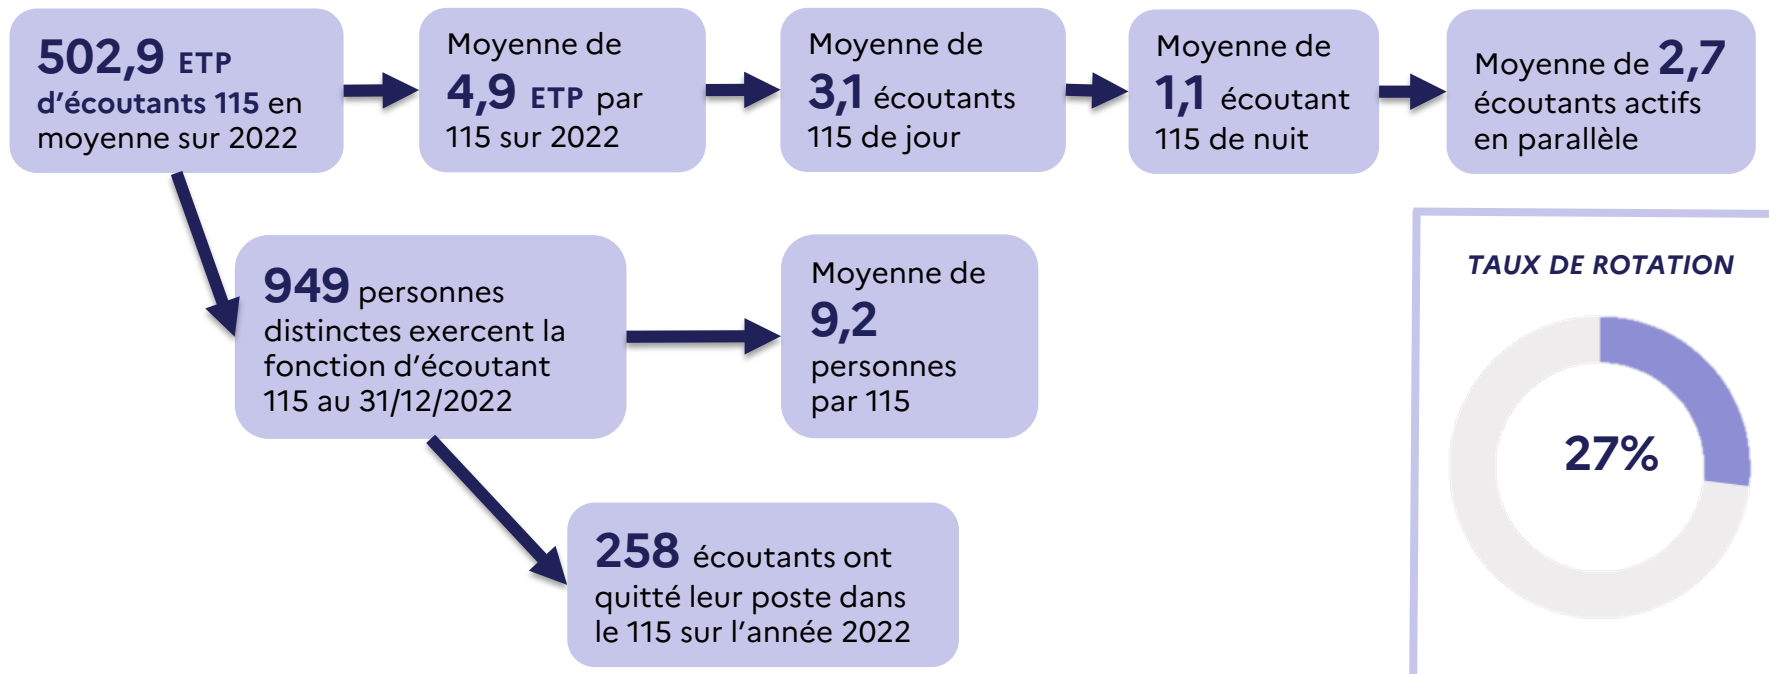 502,9 ETP
d'écoutants 115 en
moyenne sur 2022
Moyenne de
4,9 ETP par
115 sur 2022
Moyenne de
3,1 écoutants
115 de jour
Moyenne de
1,1 écoutant
115 de nuit
Moyenne de 2,7
écoutants actifs
en parallèle
949 personnes
distinctes exercent la
fonction d'écoutant
115 au 31/12/2022
Moyenne de
9,2
personnes
par 115
258 écoutants ont
quitté leur poste dans
le 115 sur l'année 2022
TAUX DE ROTATION
27%